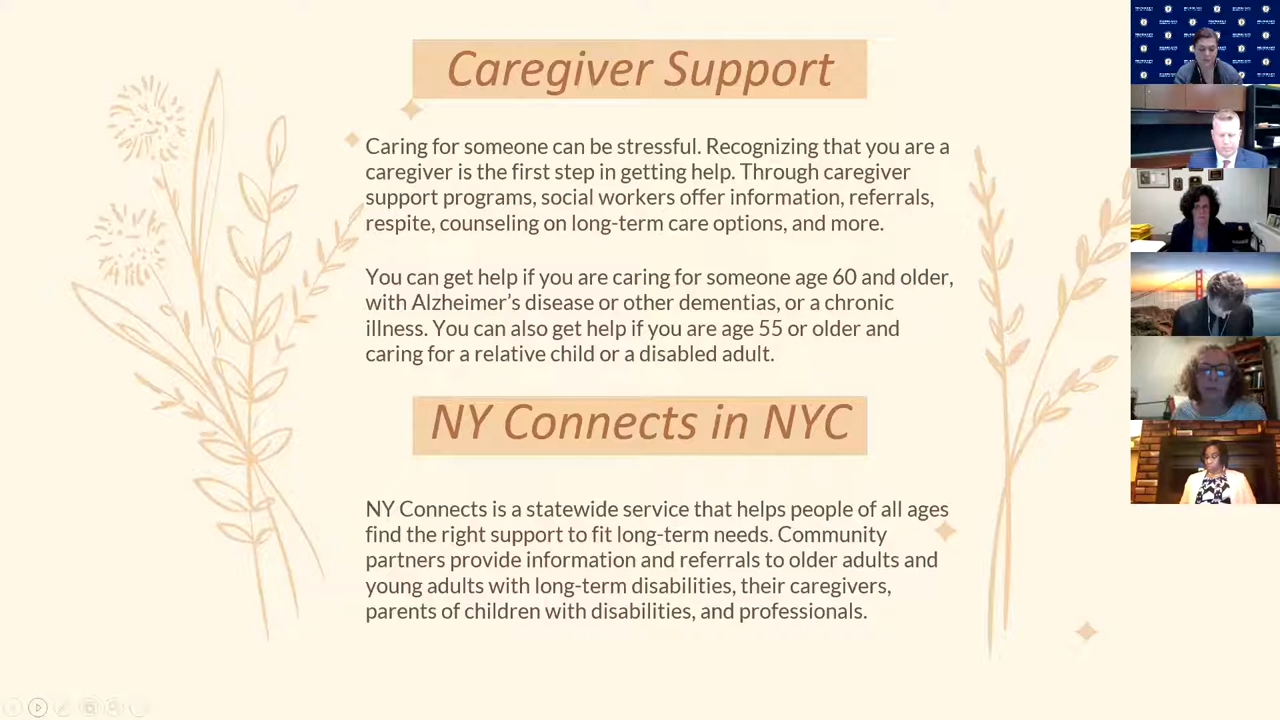 Caregiver Support
Caring for someone can be stressful. Recognizing that you are a
caregiver is the first step in getting help. Through caregiver
support programs, social workers offer information, referrals,
respite, counseling on long-term care options, and more.
You can get help if you are caring for someone age 60 and older,
with Alzheimer’s disease or other dementias, or a chronic
illness. You can also get help if you are age 55 or older and
caring for a relative child or a disabled adult.
NY Connects in NYC
NY Connects is a statewide service that helps people of all ages
find the right support to fit long-term needs. Community
partners provide information and referrals to older adults and
young adults with long-term disabilities, their caregivers,
parents of children with disabilities, and professionals.